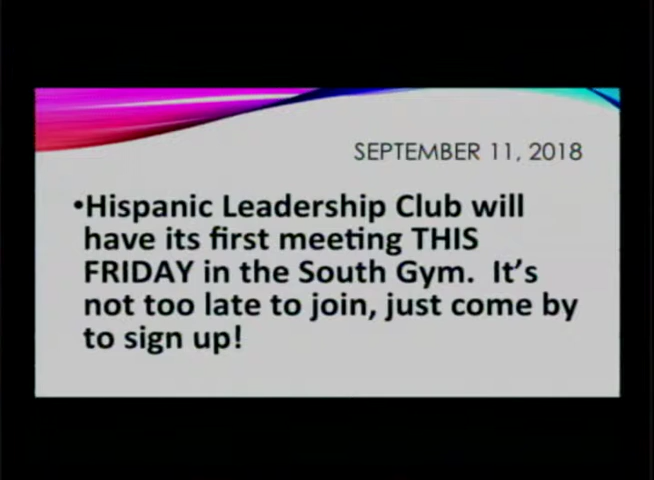 SEPTEMBER 11, 2018
•Hispanic Leadership Club will
have its first meeting THIS
FRIDAY in the South Gym.  It's
not too late to join, just come by
to sign up!